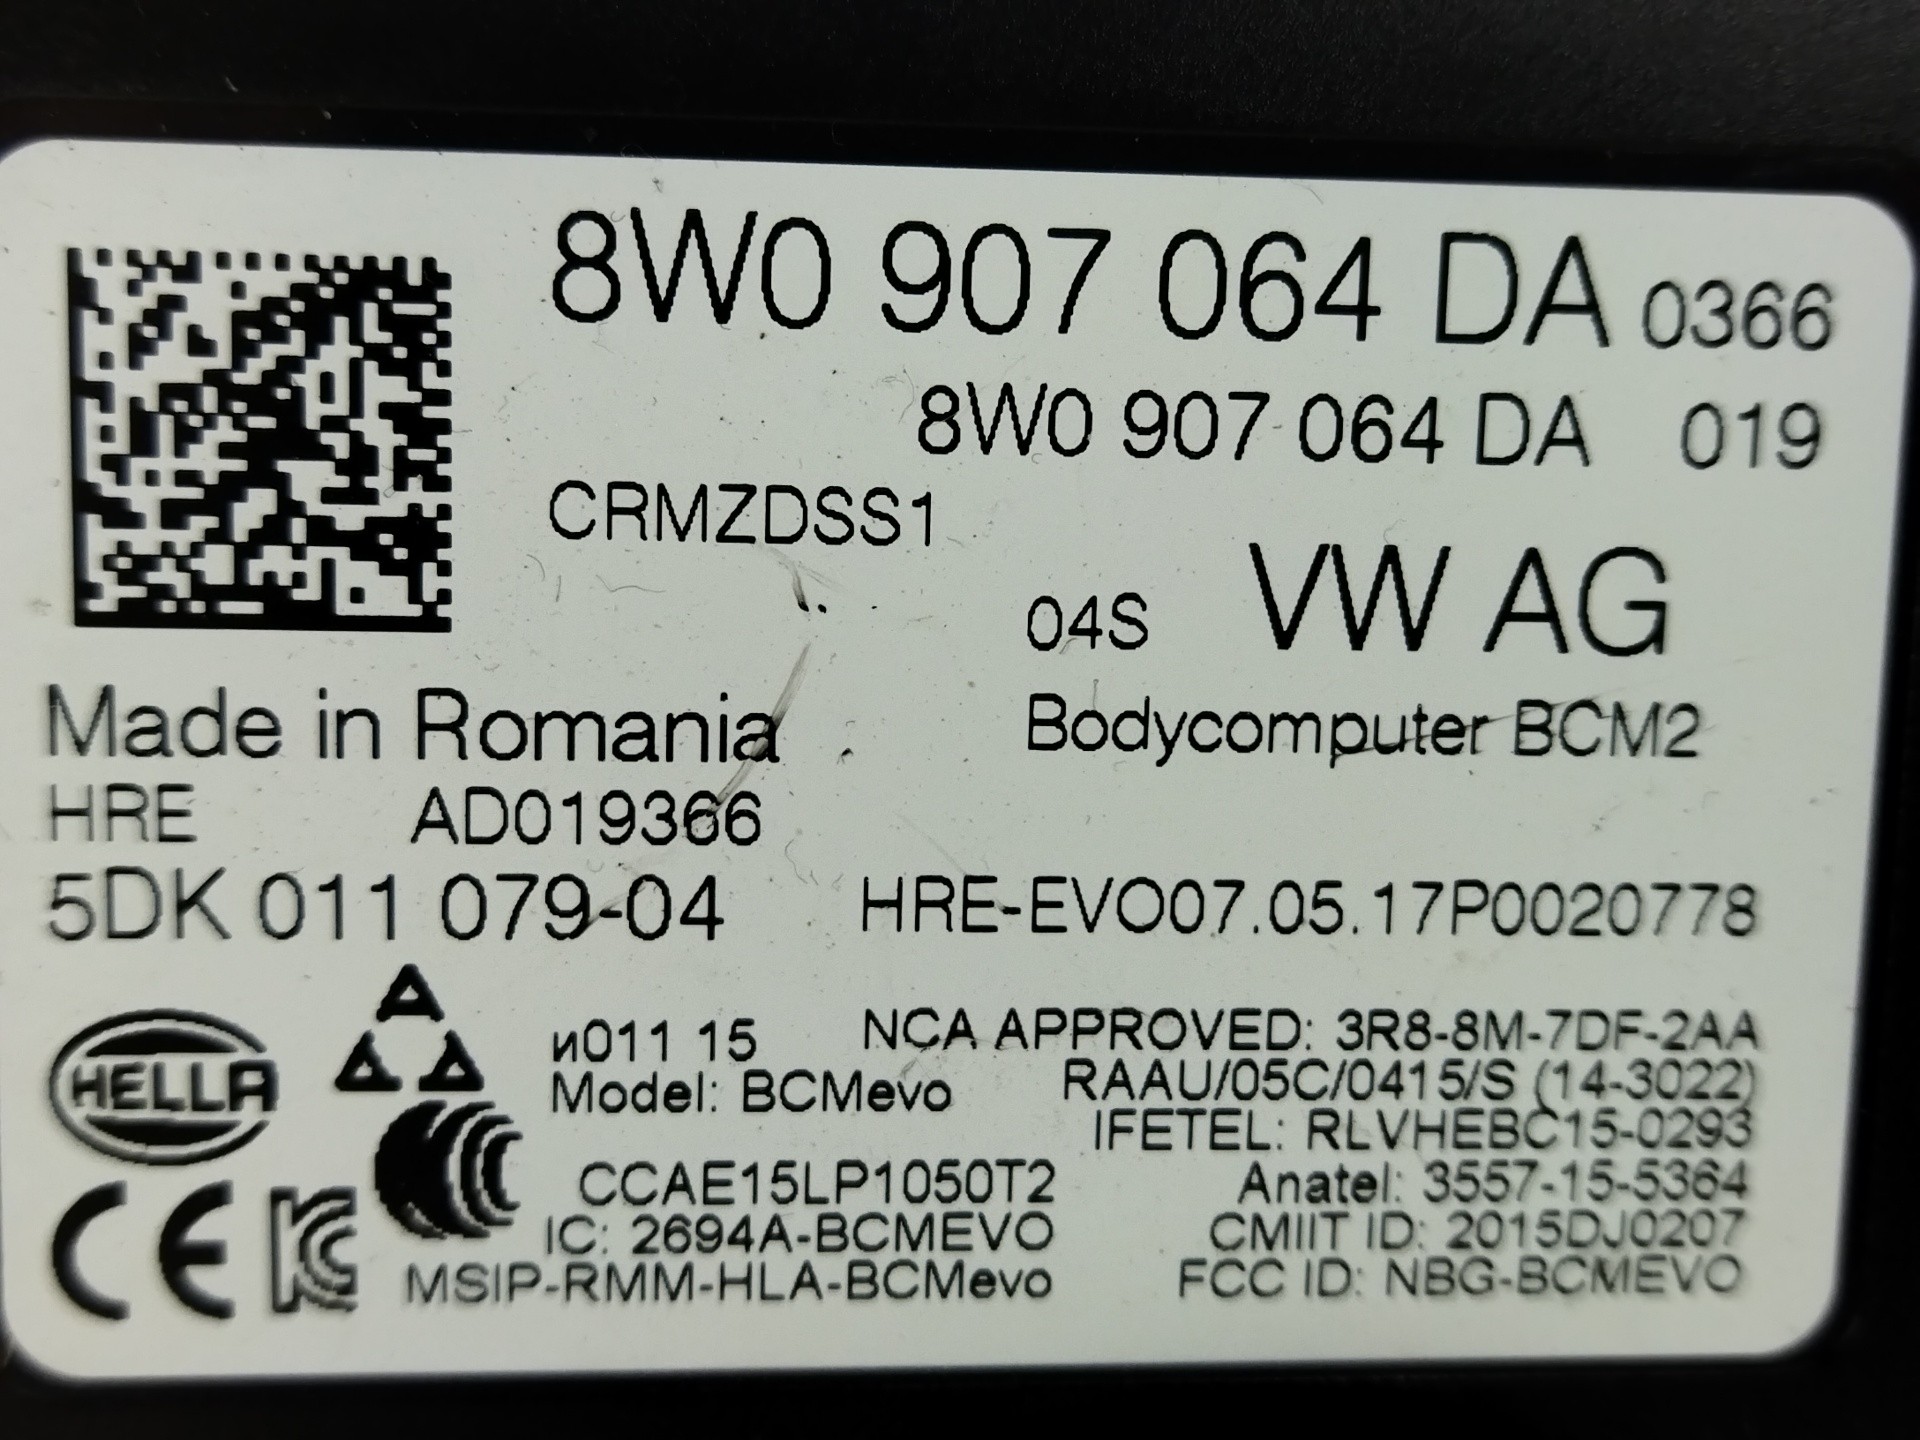 8W0 907 064 DA 0366
8W0 907 064 DA 019
CRMZDSS1
04S VW AG
Made in Romania Bodycomputer BCM2
HRE AD019366
5DK 011 079-04 HRE-EVO07.05.17P0020778
HELLA
и011 15 NCA APPROVED: 3R8-8M-7DF-2AA
Model: BCMevo RAAU/05C/0415/S (14-3022)
IFETEL: RLVHEBC15-0293
CCAE15LP1050T2 Anatel: 3557-15-5364
IC: 2694A-BCMEVO CMIIT ID: 2015DJ0207
CE MSIP-RMM-HLA-BCMevo FCC ID: NBG-BCMEVO